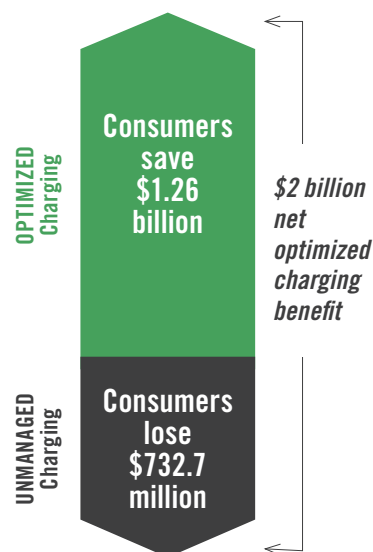 OPTIMIZED
Charging
Consumers
save
$1.26
billion
$2 billion
net
optimized
charging
benefit
UNMANAGED
Charging
Consumers
lose
$732.7
million